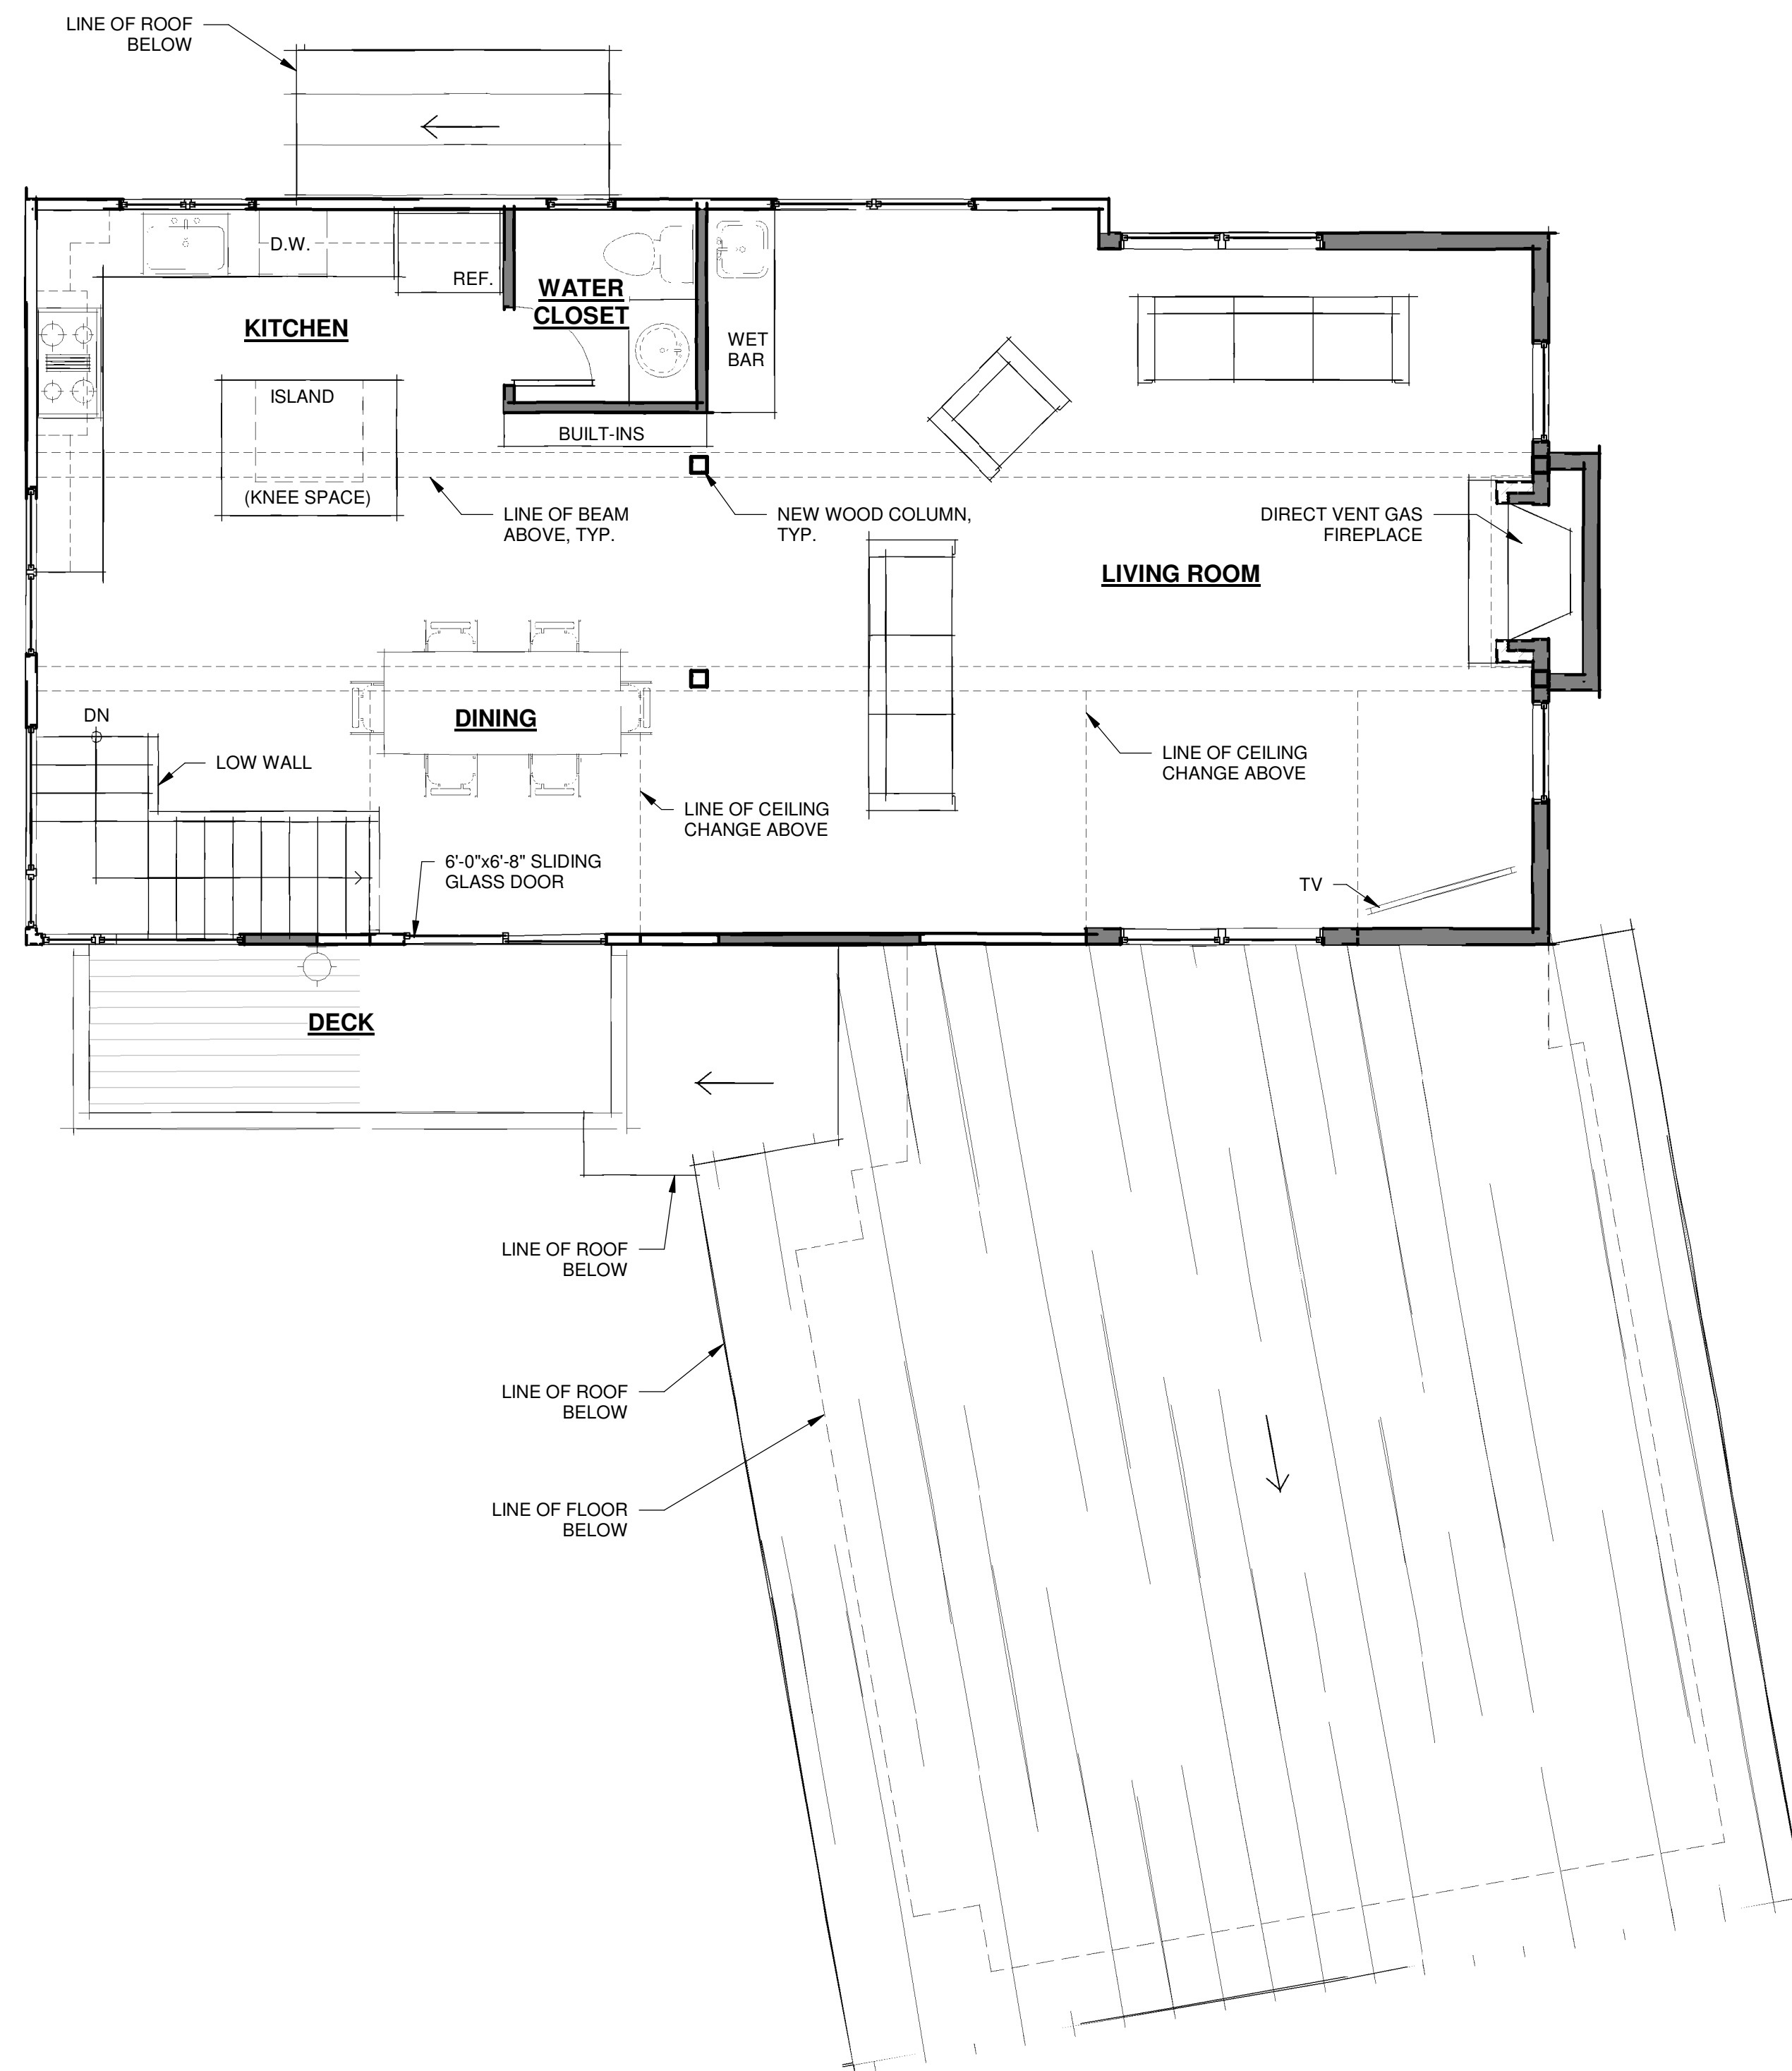 LINE OF ROOF
BELOW
D.W.
REF.
WATER
CLOSET
KITCHEN
WET
BAR
ISLAND
BUILT-INS
(KNEE SPACE)
LINE OF BEAM
ABOVE, TYP.
NEW WOOD COLUMN,
TYP.
DIRECT VENT GAS
FIREPLACE
LIVING ROOM
DN
DINING
LOW WALL
LINE OF CEILING
CHANGE ABOVE
LINE OF CEILING
CHANGE ABOVE
6'-0"x6'-8" SLIDING
GLASS DOOR
TV
DECK
LINE OF ROOF
BELOW
LINE OF ROOF
BELOW
LINE OF FLOOR
BELOW